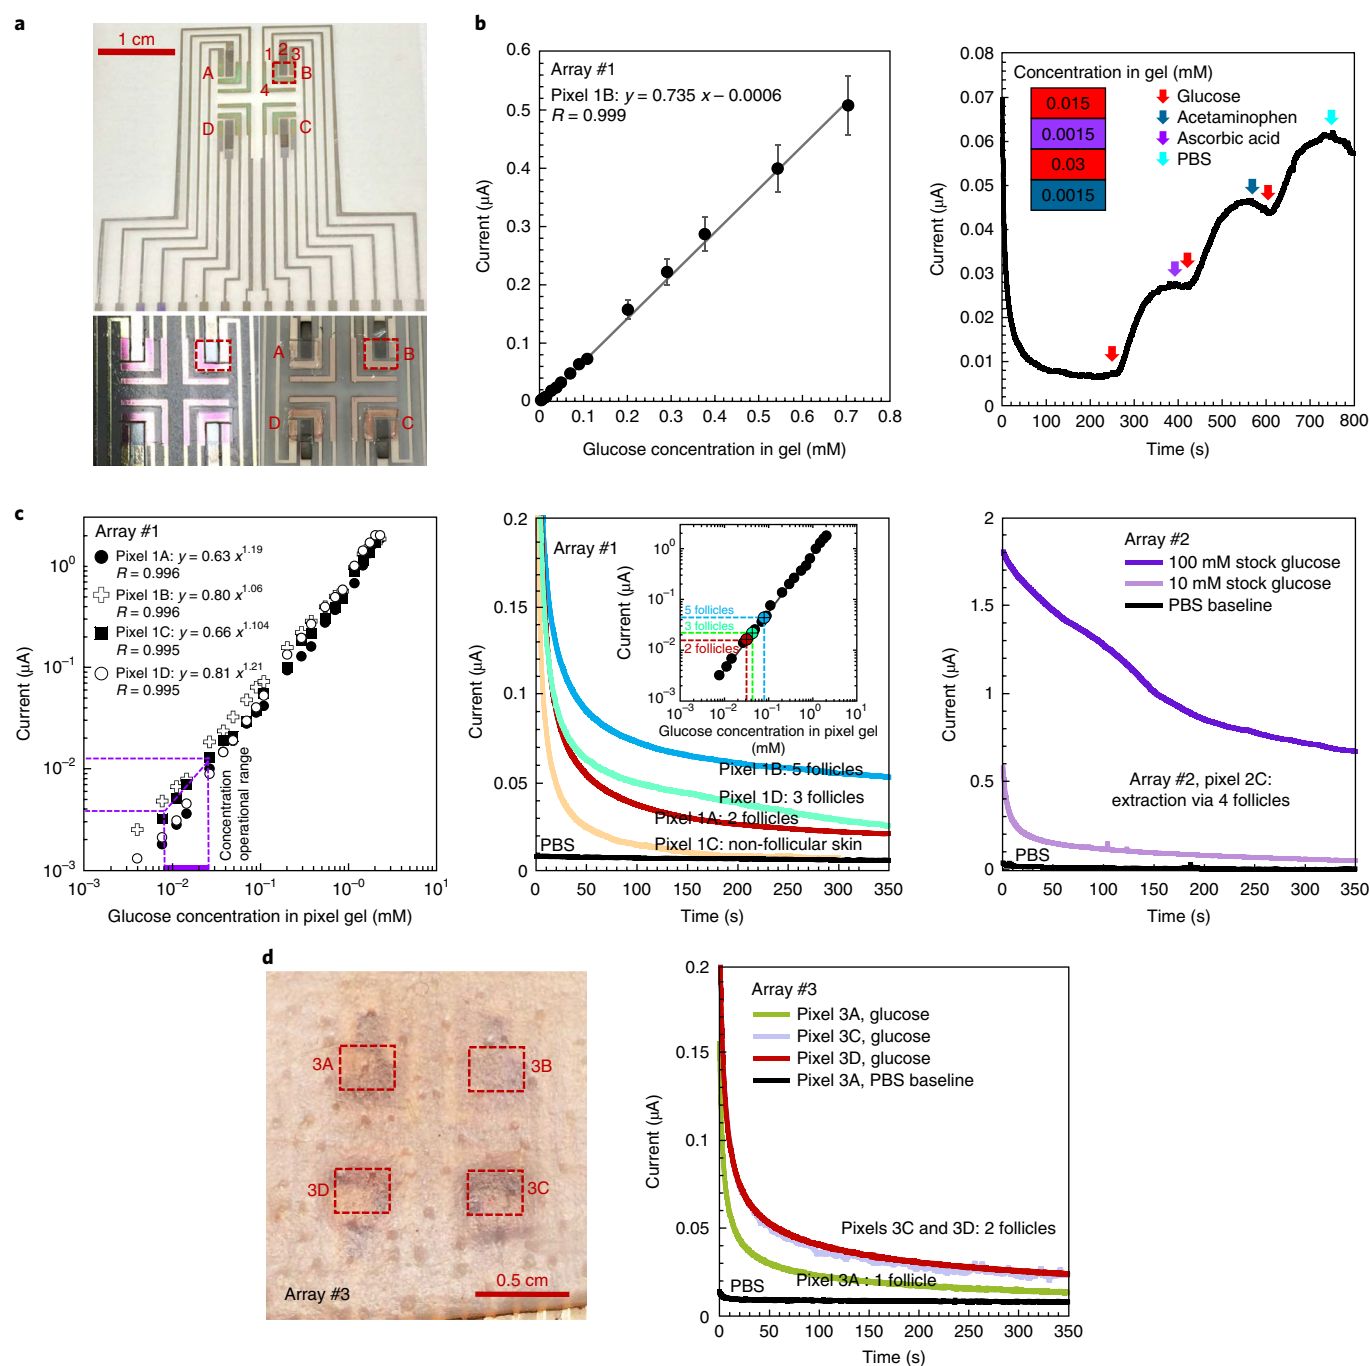 a
1 cm
1
2
3
A
B
4
D
C
A
B
D
C
b
Array #1
Pixel 1B: y = 0.735 x − 0.0006
R = 0.999
Current (µA)
0.6
0.5
0.4
0.3
0.2
0.1
0
0
0.1
0.2
0.3
0.4
0.5
0.6
0.7
0.8
Glucose concentration in gel (mM)
Concentration in gel (mM)
0.015
0.0015
0.03
0.0015
Glucose
Acetaminophen
Ascorbic acid
PBS
Current (µA)
0.08
0.07
0.06
0.05
0.04
0.03
0.02
0.01
0
0
100
200
300
400
500
600
700
800
Time (s)
c
Array #1
Pixel 1A: y = 0.63 x^1.19
R = 0.996
Pixel 1B: y = 0.80 x^1.06
R = 0.996
Pixel 1C: y = 0.66 x^1.104
R = 0.995
Pixel 1D: y = 0.81 x^1.21
R = 0.995
Concentration
operational range
Current (µA)
10^0
10^−1
10^−2
10^−3
10^−3
10^−2
10^−1
10^−0
10^1
Glucose concentration in pixel gel (mM)
Array #1
Current (µA)
0.2
0.15
0.1
0.05
0
0
50
100
150
200
250
300
350
Time (s)
5 follicles
3 follicles
2 follicles
Current (µA)
10^0
10^−1
10^−2
10^−3
10^−3
10^−2
10^−1
10^0
10^1
Glucose concentration in pixel gel
(mM)
Pixel 1B: 5 follicles
Pixel 1D: 3 follicles
Pixel 1A: 2 follicles
Pixel 1C: non-follicular skin
PBS
Array #2
100 mM stock glucose
10 mM stock glucose
PBS baseline
Array #2, pixel 2C:
extraction via 4 follicles
PBS
Current (µA)
2
1.5
1
0.5
0
0
50
100
150
200
250
300
350
Time (s)
d
3A
3B
3D
3C
Array #3
0.5 cm
Array #3
Pixel 3A, glucose
Pixel 3C, glucose
Pixel 3D, glucose
Pixel 3A, PBS baseline
Pixels 3C and 3D: 2 follicles
Pixel 3A : 1 follicle
PBS
Current (µA)
0.2
0.15
0.1
0.05
0
0
50
100
150
200
250
300
350
Time (s)